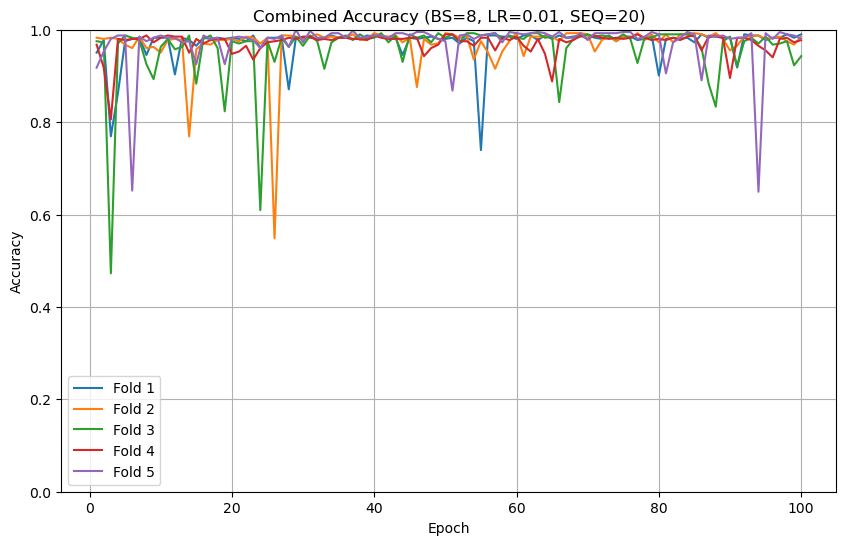 Combined Accuracy (BS=8, LR=0.01, SEQ=20)
1.0
0.8
0.6
0.4
0.2
0.0
Accuracy
Fold 1
Fold 2
Fold 3
Fold 4
Fold 5
0 20 40 60 80 100
Epoch